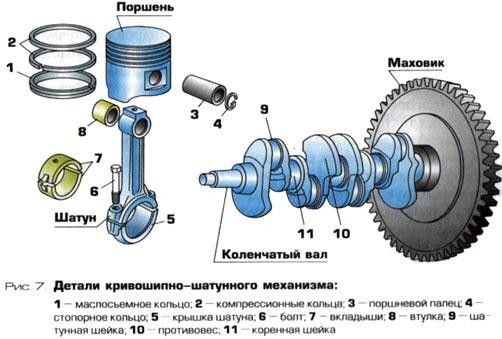 Поршень
2
1
3
4
8
7
6
Шатун
5
9
11
10
Коленчатый вал
Маховик
Рис. 7. Детали кривошипно-шатунного механизма:
1 – маслосъемное кольцо; 2 – компрессионные кольца; 3 – поршневой палец; 4 –
стопорное кольцо; 5 – крышка шатуна; 6 – болт; 7 – вкладыши; 8 – втулка; 9 – ша-
тунная шейка; 10 – противовес; 11 – коренная шейка